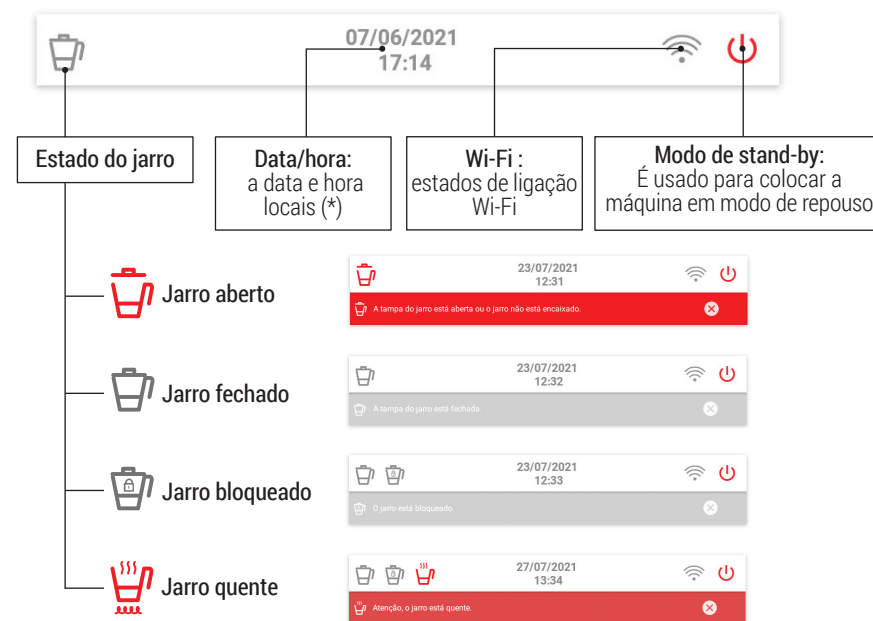 07/06/2021
17:14
Estado do jarro
Data/hora:
a data e hora
locais (*)
Wi-Fi :
estados de ligação
Wi-Fi
Modo de stand-by:
É usado para colocar a
máquina em modo de repouso
Jarro aberto
23/07/2021
12:31
A tampa do jarro está aberta ou o jarro não está encaixado.
Jarro fechado
23/07/2021
12:32
A tampa do jarro está fechada.
Jarro bloqueado
23/07/2021
12:33
O jarro está bloqueado.
Jarro quente
27/07/2021
13:34
Atenção, o jarro está quente.